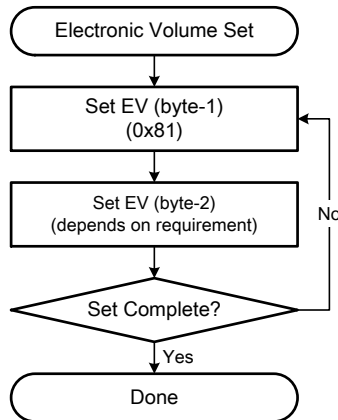 Electronic Volume Set
Set EV (byte-1)
(0x81)
Set EV (byte-2)
(depends on requirement)
No
Set Complete?
Yes
Done